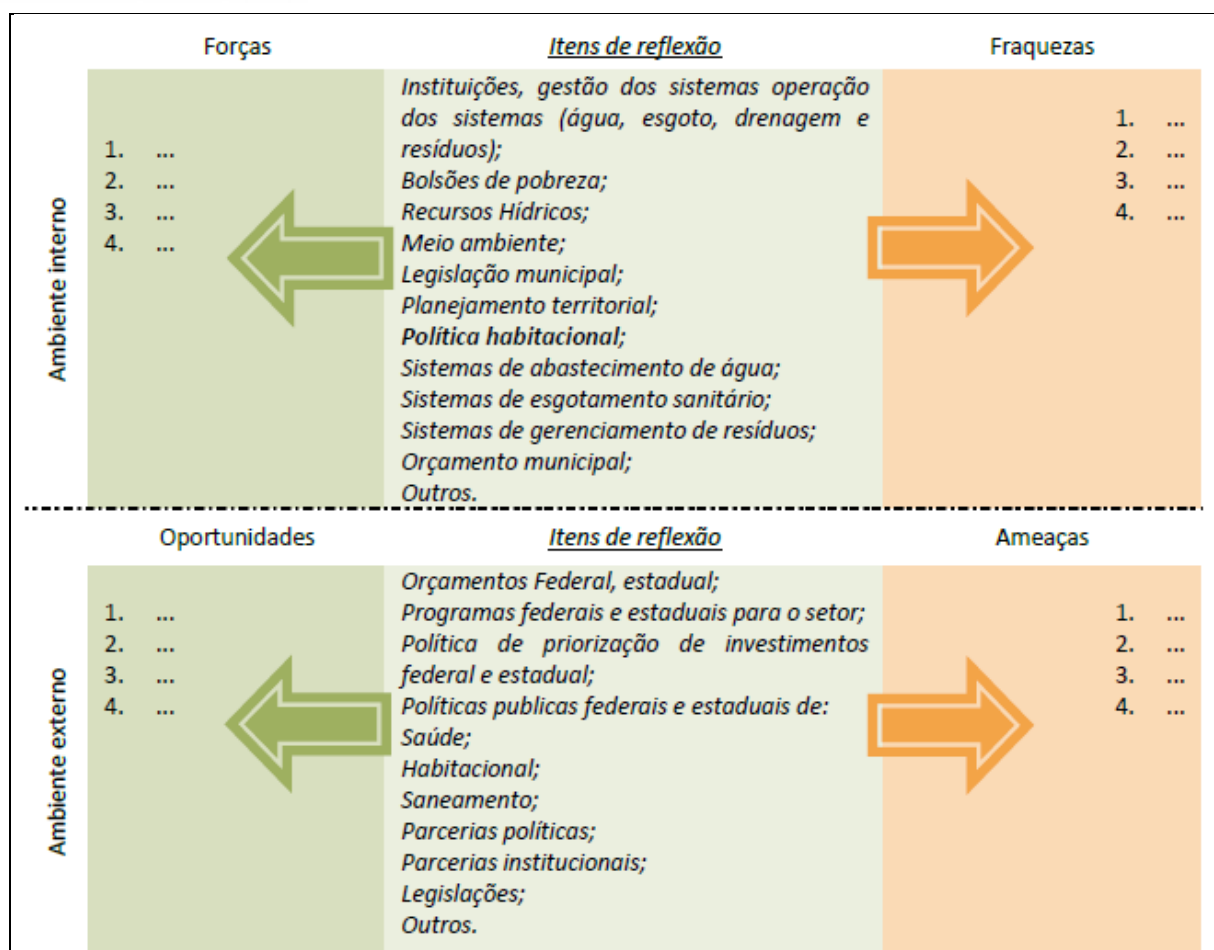 Forças
Itens de reflexão
Fraquezas
Ambiente interno
1. ...
2. ...
3. ...
4. ...
Instituições, gestão dos sistemas operação
dos sistemas (água, esgoto, drenagem e
resíduos);
Bolsões de pobreza;
Recursos Hídricos;
Meio ambiente;
Legislação municipal;
Planejamento territorial;
Política habitacional;
Sistemas de abastecimento de água;
Sistemas de esgotamento sanitário;
Sistemas de gerenciamento de resíduos;
Orçamento municipal;
Outros.
1. ...
2. ...
3. ...
4. ...
Oportunidades
Itens de reflexão
Ameaças
Ambiente externo
1. ...
2. ...
3. ...
4. ...
Orçamentos Federal, estadual;
Programas federais e estaduais para o setor;
Política de priorização de investimentos
federal e estadual;
Políticas publicas federais e estaduais de:
Saúde;
Habitacional;
Saneamento;
Parcerias políticas;
Parcerias institucionais;
Legislações;
Outros.
1. ...
2. ...
3. ...
4. ...